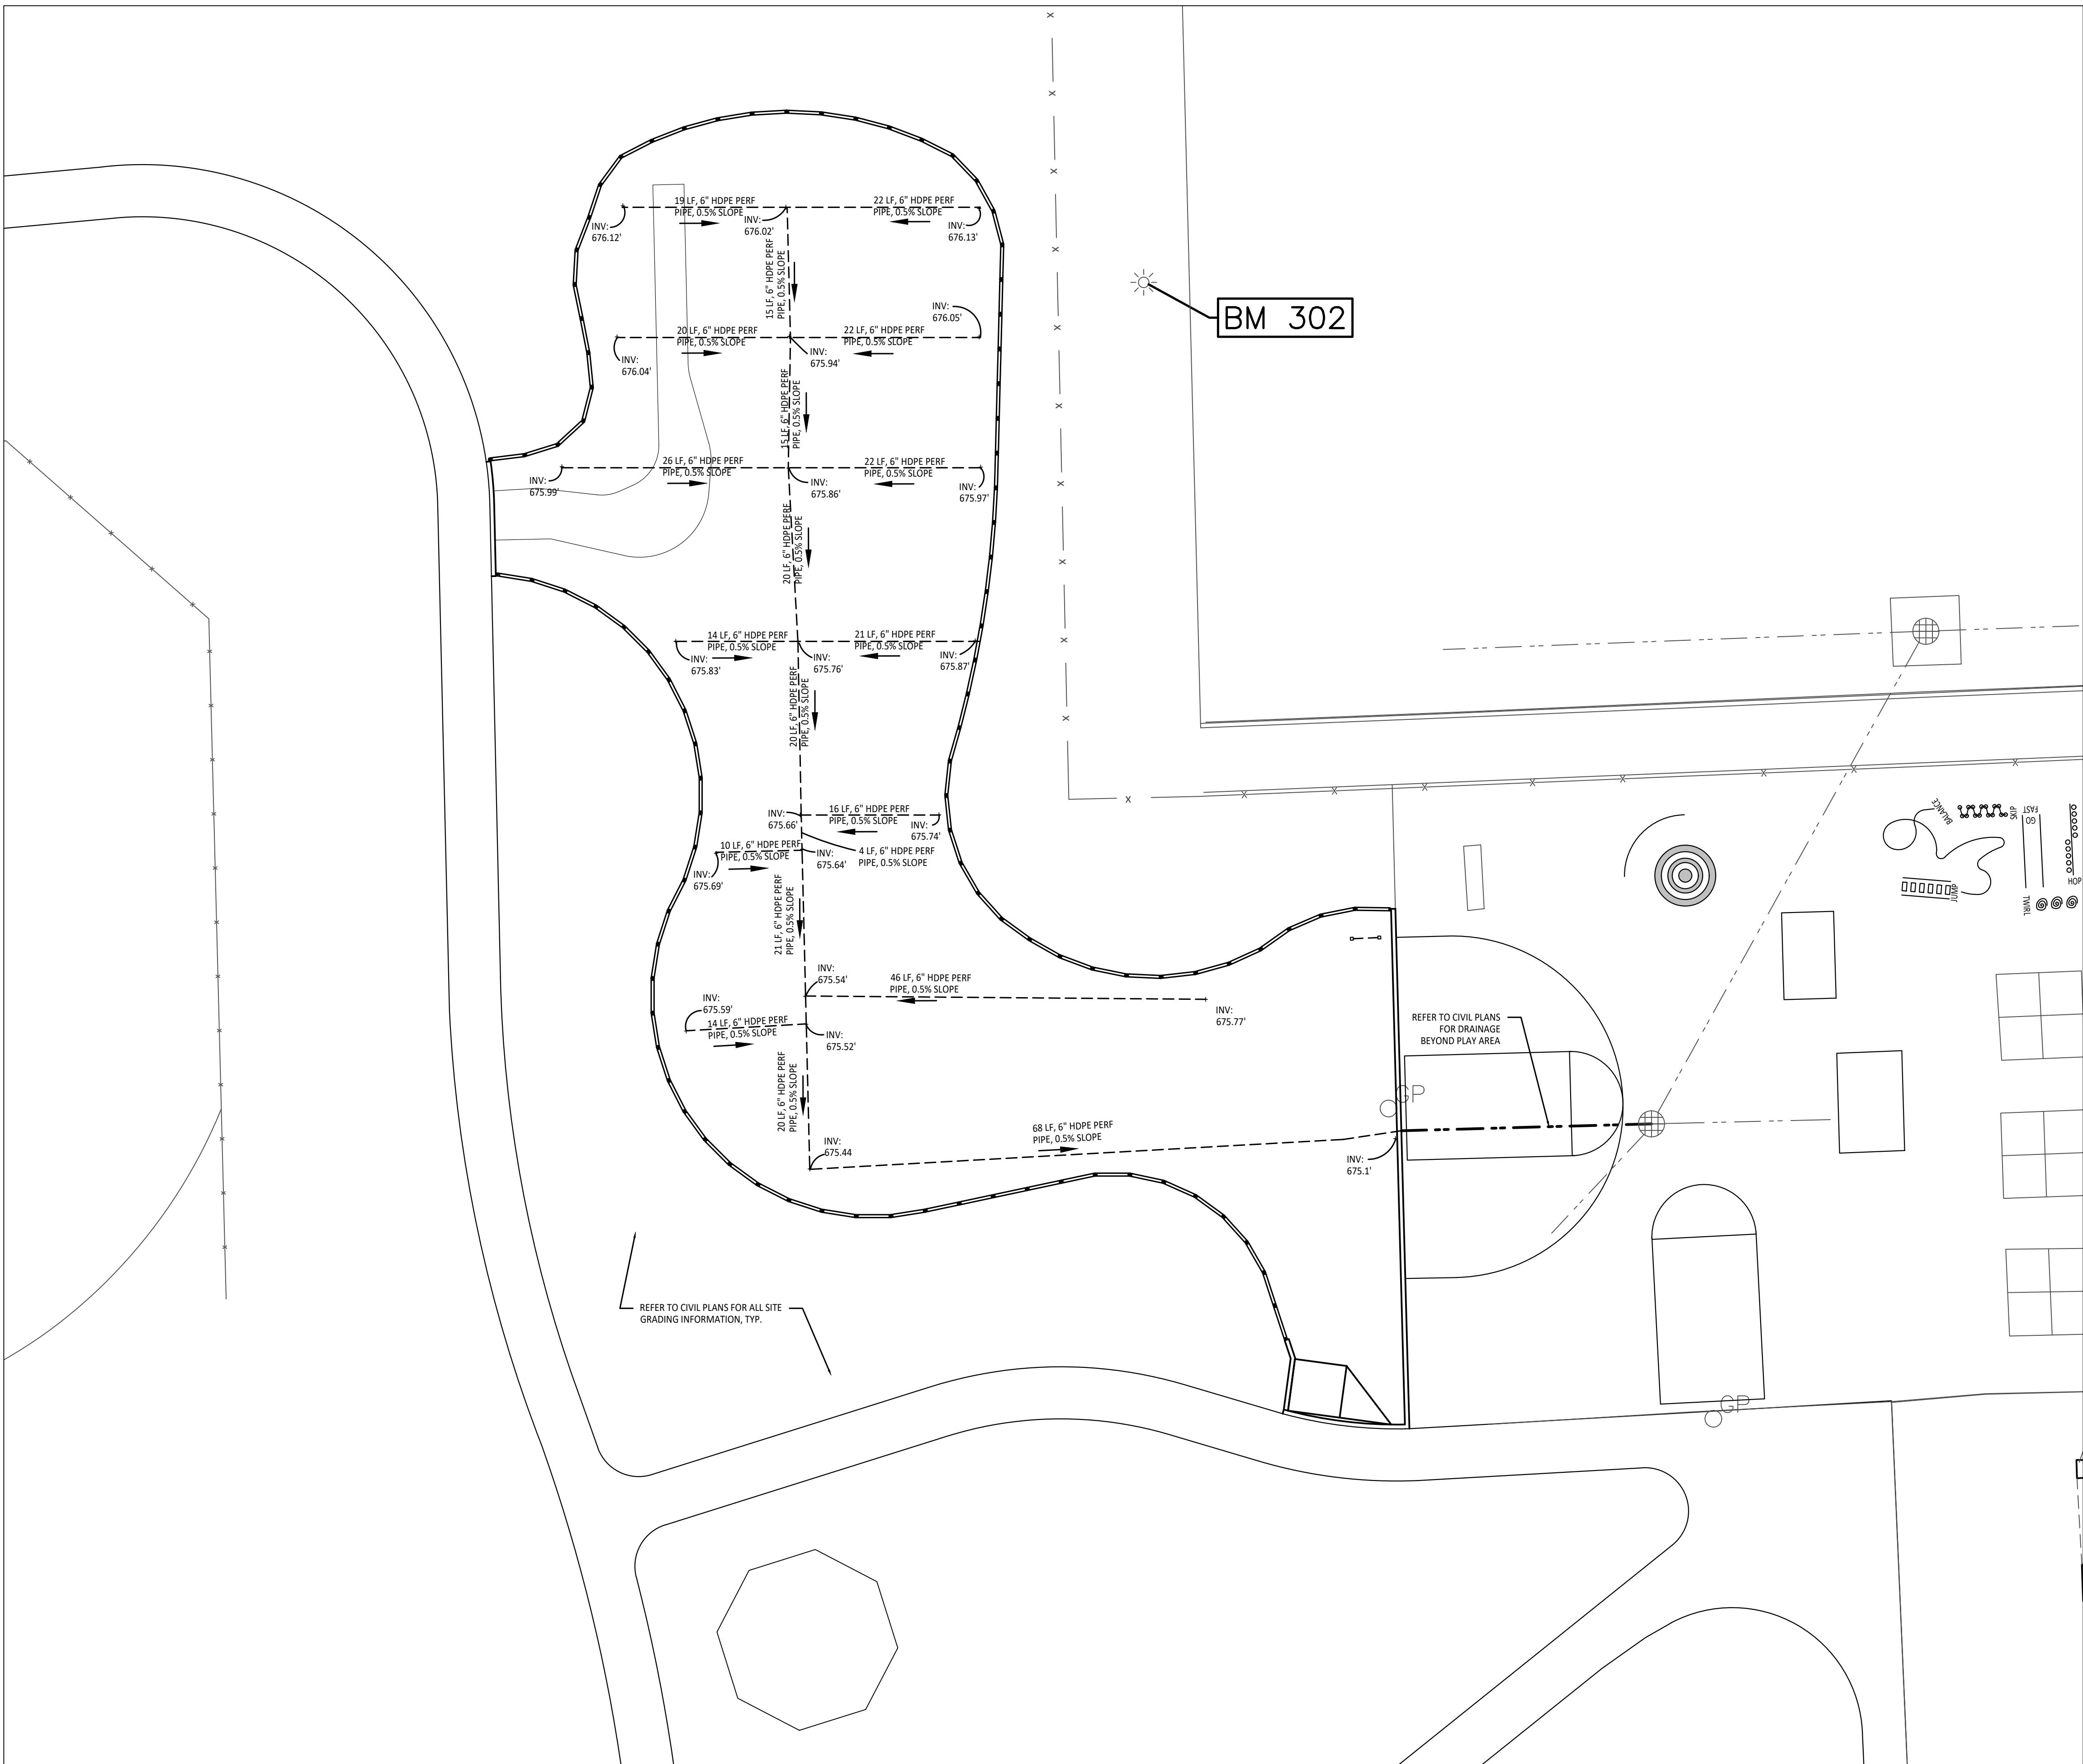 19 LF, 6" HDPE PERF
PIPE, 0.5% SLOPE
22 LF, 6" HDPE PERF
PIPE, 0.5% SLOPE
INV:
676.12'
INV:
676.02'
INV:
676.13'
15 LF, 6" HDPE PERF
PIPE, 0.5% SLOPE
BM 302
INV:
676.05'
20 LF, 6" HDPE PERF
PIPE, 0.5% SLOPE
22 LF, 6" HDPE PERF
PIPE, 0.5% SLOPE
INV:
676.04'
INV:
675.94'
15 LF, 6" HDPE PERF
PIPE, 0.5% SLOPE
26 LF, 6" HDPE PERF
PIPE, 0.5% SLOPE
22 LF, 6" HDPE PERF
PIPE, 0.5% SLOPE
INV:
675.99'
INV:
675.86'
INV:
675.97'
20 LF, 6" HDPE PERF
PIPE, 0.5% SLOPE
14 LF, 6" HDPE PERF
PIPE, 0.5% SLOPE
21 LF, 6" HDPE PERF
PIPE, 0.5% SLOPE
INV:
675.83'
INV:
675.76'
INV:
675.87'
20 LF, 6" HDPE PERF
PIPE, 0.5% SLOPE
INV:
675.66'
16 LF, 6" HDPE PERF
PIPE, 0.5% SLOPE
INV:
675.74'
10 LF, 6" HDPE PERF
PIPE, 0.5% SLOPE
INV:
675.64'
4 LF, 6" HDPE PERF
PIPE, 0.5% SLOPE
INV:
675.69'
21 LF, 6" HDPE PERF
PIPE, 0.5% SLOPE
BALANCE
SKIP
FAST
GO
HOP
JUMP
TWIRL
INV:
675.54'
46 LF, 6" HDPE PERF
PIPE, 0.5% SLOPE
INV:
675.77'
INV:
675.59'
14 LF, 6" HDPE PERF
PIPE, 0.5% SLOPE
INV:
675.52'
REFER TO CIVIL PLANS
FOR DRAINAGE
BEYOND PLAY AREA
20 LF, 6" HDPE PERF
PIPE, 0.5% SLOPE
GP
68 LF, 6" HDPE PERF
PIPE, 0.5% SLOPE
INV:
675.44
INV:
675.1'
REFER TO CIVIL PLANS FOR ALL SITE
GRADING INFORMATION, TYP.
GP